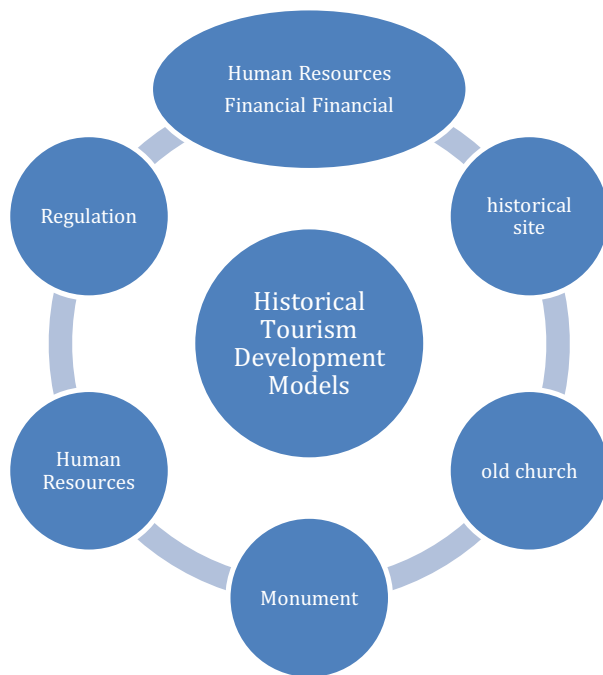 Human Resources
Financial Financial
historical
site
old church
Monument
Human
Resources
Regulation
Historical
Tourism
Development
Models